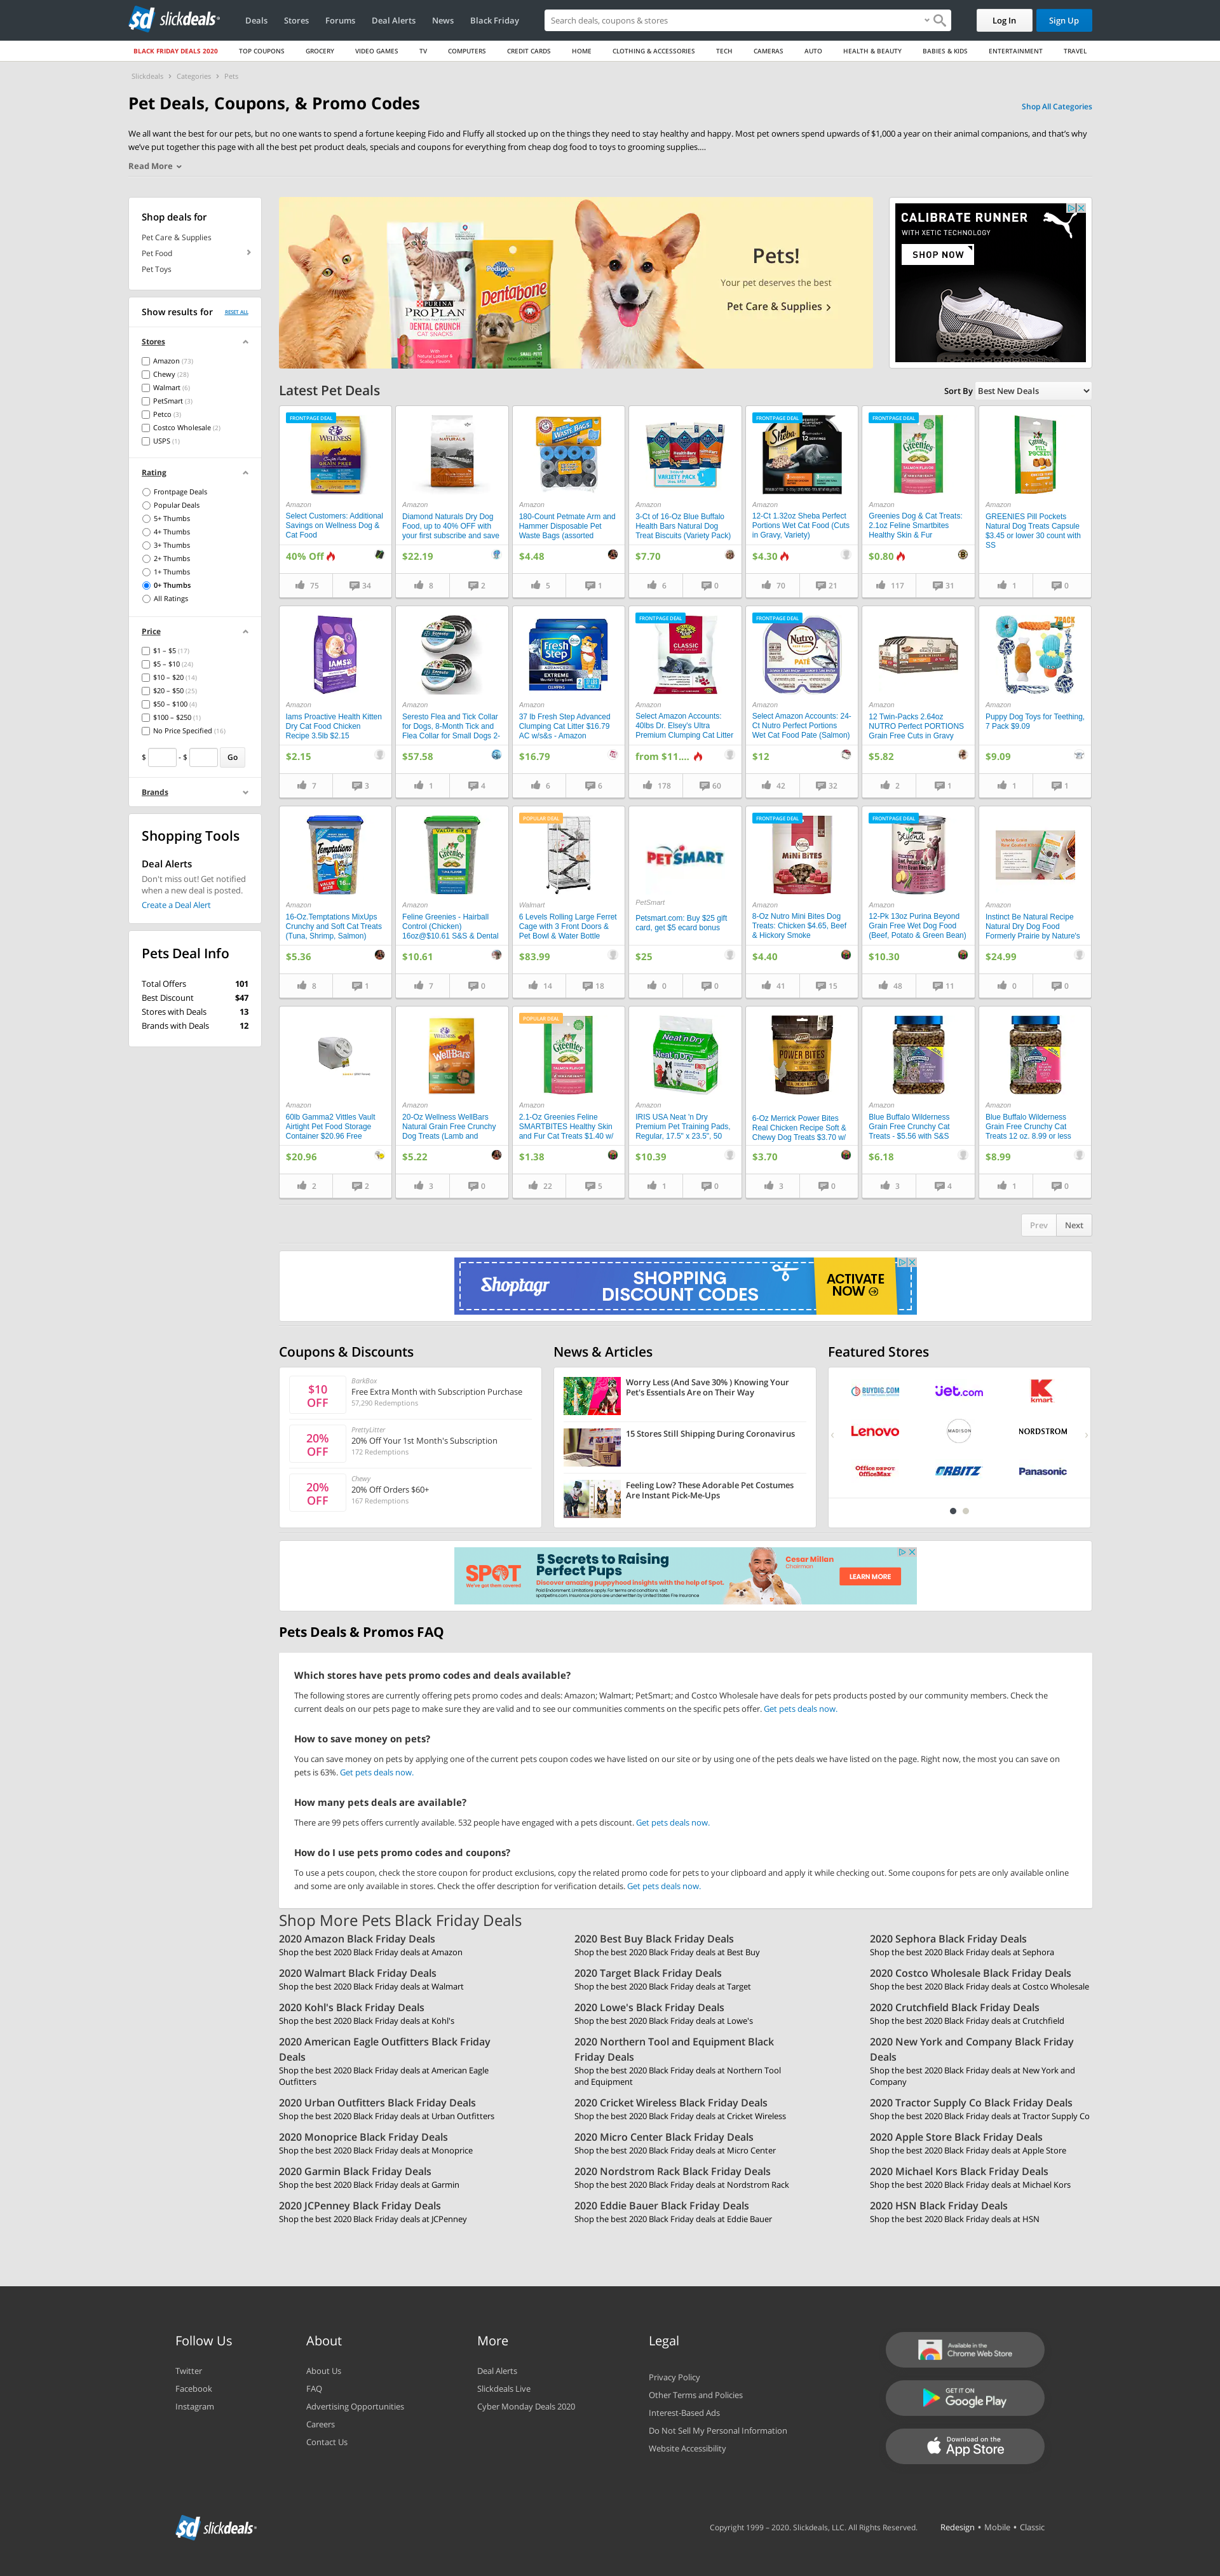 slickdeals
Deals
Stores
Forums
Deal Alerts
News
Black Friday
Search deals, coupons & stores
Log In
Sign Up
BLACK FRIDAY DEALS 2020
TOP COUPONS
GROCERY
VIDEO GAMES
TV
COMPUTERS
CREDIT CARDS
HOME
CLOTHING & ACCESSORIES
TECH
CAMERAS
AUTO
HEALTH & BEAUTY
BABIES & KIDS
ENTERTAINMENT
TRAVEL
Slickdeals > Categories > Pets
Pet Deals, Coupons, & Promo Codes
Shop All Categories
We all want the best for our pets, but no one wants to spend a fortune keeping Fido and Fluffy all stocked up on the things they need to stay healthy and happy. Most pet owners spend upwards of $1,000 a year on their animal companions, and that's why
we've put together this page with all the best pet product deals, specials and coupons for everything from cheap dog food to toys to grooming supplies....
Read More
Shop deals for
Pet Care & Supplies
Pet Food
Pet Toys
Show results for
RESET ALL
Stores
Amazon (73)
Chewy (28)
Walmart (6)
PetSmart (3)
Petco (3)
Costco Wholesale (2)
USPS (1)
Rating
Frontpage Deals
Popular Deals
5+ Thumbs
4+ Thumbs
3+ Thumbs
2+ Thumbs
1+ Thumbs
0+ Thumbs
All Ratings
Price
$1 – $5 (17)
$5 – $10 (24)
$10 – $20 (14)
$20 – $50 (25)
$50 – $100 (4)
$100 – $250 (1)
No Price Specified (16)
$ - $ Go
Brands
Shopping Tools
Deal Alerts
Don't miss out! Get notified
when a new deal is posted.
Create a Deal Alert
Pets Deal Info
Total Offers 101
Best Discount $47
Stores with Deals 13
Brands with Deals 12
PURINA
PRO PLAN
DENTAL CRUNCH
CAT SNACKS
Pedigree
Dentabone
Pets!
Your pet deserves the best
Pet Care & Supplies
CALIBRATE RUNNER
WITH XETIC TECHNOLOGY
SHOP NOW
Latest Pet Deals
Sort By Best New Deals
FRONTPAGE DEAL
Amazon
Select Customers: Additional
Savings on Wellness Dog &
Cat Food
40% Off
75 34
Amazon
Diamond Naturals Dry Dog
Food, up to 40% OFF with
your first subscribe and save
$22.19
8 2
Amazon
180-Count Petmate Arm and
Hammer Disposable Pet
Waste Bags (assorted
$4.48
5 1
Amazon
3-Ct of 16-Oz Blue Buffalo
Health Bars Natural Dog
Treat Biscuits (Variety Pack)
$7.70
6 0
FRONTPAGE DEAL
Amazon
12-Ct 1.32oz Sheba Perfect
Portions Wet Cat Food (Cuts
in Gravy, Variety)
$4.30
70 21
FRONTPAGE DEAL
Amazon
Greenies Dog & Cat Treats:
2.1oz Feline Smartbites
Healthy Skin & Fur
$0.80
117 31
Amazon
GREENIES Pill Pockets
Natural Dog Treats Capsule
$3.45 or lower 30 count with
SS
1 0
Amazon
Iams Proactive Health Kitten
Dry Cat Food Chicken
Recipe 3.5lb $2.15
$2.15
7 3
Amazon
Seresto Flea and Tick Collar
for Dogs, 8-Month Tick and
Flea Collar for Small Dogs 2-
$57.58
1 4
Amazon
37 lb Fresh Step Advanced
Clumping Cat Litter $16.79
AC w/s&s - Amazon
$16.79
6 6
FRONTPAGE DEAL
Amazon
Select Amazon Accounts:
40lbs Dr. Elsey's Ultra
Premium Clumping Cat Litter
from $11....
178 60
FRONTPAGE DEAL
Amazon
Select Amazon Accounts: 24-
Ct Nutro Perfect Portions
Wet Cat Food Pate (Salmon)
$12
42 32
Amazon
12 Twin-Packs 2.64oz
NUTRO Perfect PORTIONS
Grain Free Cuts in Gravy
$5.82
2 1
Amazon
Puppy Dog Toys for Teething,
7 Pack $9.09
$9.09
1 1
Amazon
16-Oz.Temptations MixUps
Crunchy and Soft Cat Treats
(Tuna, Shrimp, Salmon)
$5.36
8 1
Amazon
Feline Greenies - Hairball
Control (Chicken)
16oz@$10.61 S&S & Dental
$10.61
7 0
POPULAR DEAL
Walmart
6 Levels Rolling Large Ferret
Cage with 3 Front Doors &
Pet Bowl & Water Bottle
$83.99
14 18
PETSMART
PetSmart
Petsmart.com: Buy $25 gift
card, get $5 ecard bonus
$25
0 0
FRONTPAGE DEAL
Amazon
8-Oz Nutro Mini Bites Dog
Treats: Chicken $4.65, Beef
& Hickory Smoke
$4.40
41 15
FRONTPAGE DEAL
Amazon
12-Pk 13oz Purina Beyond
Grain Free Wet Dog Food
(Beef, Potato & Green Bean)
$10.30
48 11
Amazon
Instinct Be Natural Recipe
Natural Dry Dog Food
Formerly Prairie by Nature's
$24.99
0 0
Amazon
60lb Gamma2 Vittles Vault
Airtight Pet Food Storage
Container $20.96 Free
$20.96
2 2
Amazon
20-Oz Wellness WellBars
Natural Grain Free Crunchy
Dog Treats (Lamb and
$5.22
3 0
POPULAR DEAL
Amazon
2.1-Oz Greenies Feline
SMARTBITES Healthy Skin
and Fur Cat Treats $1.40 w/
$1.38
22 5
Amazon
IRIS USA Neat 'n Dry
Premium Pet Training Pads,
Regular, 17.5" x 23.5", 50
$10.39
1 0
6-Oz Merrick Power Bites
Real Chicken Recipe Soft &
Chewy Dog Treats $3.70 w/
$3.70
3 0
Amazon
Blue Buffalo Wilderness
Grain Free Crunchy Cat
Treats - $5.56 with S&S
$6.18
3 4
Amazon
Blue Buffalo Wilderness
Grain Free Crunchy Cat
Treats 12 oz. 8.99 or less
$8.99
1 0
Prev Next
Shoptagr
SHOPPING
DISCOUNT CODES
ACTIVATE
NOW
Coupons & Discounts
$10
OFF
BarkBox
Free Extra Month with Subscription Purchase
57,290 Redemptions
20%
OFF
PrettyLitter
20% Off Your 1st Month's Subscription
172 Redemptions
20%
OFF
Chewy
20% Off Orders $60+
167 Redemptions
News & Articles
Worry Less (And Save 30% ) Knowing Your
Pet's Essentials Are on Their Way
15 Stores Still Shipping During Coronavirus
Feeling Low? These Adorable Pet Costumes
Are Instant Pick-Me-Ups
Featured Stores
BUYDIG.COM
Jet.com
kmart
Lenovo
MADISON
NORDSTROM
Office DEPOT
OfficeMax
ORBITZ
Panasonic
SPOT
We've got them covered
5 Secrets to Raising
Perfect Pups
Discover amazing puppyhood insights with the help of Spot.
Cesar Millan
Chairman
LEARN MORE
Pets Deals & Promos FAQ
Which stores have pets promo codes and deals available?
The following stores are currently offering pets promo codes and deals: Amazon; Walmart; PetSmart; and Costco Wholesale have deals for pets products posted by our community members. Check the
current deals on our pets page to make sure they are valid and to see our communities comments on the specific pets offer. Get pets deals now.
How to save money on pets?
You can save money on pets by applying one of the current pets coupon codes we have listed on our site or by using one of the pets deals we have listed on the page. Right now, the most you can save on
pets is 63%. Get pets deals now.
How many pets deals are available?
There are 99 pets offers currently available. 532 people have engaged with a pets discount. Get pets deals now.
How do I use pets promo codes and coupons?
To use a pets coupon, check the store coupon for product exclusions, copy the related promo code for pets to your clipboard and apply it while checking out. Some coupons for pets are only available online
and some are only available in stores. Check the offer description for verification details. Get pets deals now.
Shop More Pets Black Friday Deals
2020 Amazon Black Friday Deals
Shop the best 2020 Black Friday deals at Amazon
2020 Best Buy Black Friday Deals
Shop the best 2020 Black Friday deals at Best Buy
2020 Sephora Black Friday Deals
Shop the best 2020 Black Friday deals at Sephora
2020 Walmart Black Friday Deals
Shop the best 2020 Black Friday deals at Walmart
2020 Target Black Friday Deals
Shop the best 2020 Black Friday deals at Target
2020 Costco Wholesale Black Friday Deals
Shop the best 2020 Black Friday deals at Costco Wholesale
2020 Kohl's Black Friday Deals
Shop the best 2020 Black Friday deals at Kohl's
2020 Lowe's Black Friday Deals
Shop the best 2020 Black Friday deals at Lowe's
2020 Crutchfield Black Friday Deals
Shop the best 2020 Black Friday deals at Crutchfield
2020 American Eagle Outfitters Black Friday
Deals
Shop the best 2020 Black Friday deals at American Eagle
Outfitters
2020 Northern Tool and Equipment Black
Friday Deals
Shop the best 2020 Black Friday deals at Northern Tool
and Equipment
2020 New York and Company Black Friday
Deals
Shop the best 2020 Black Friday deals at New York and
Company
2020 Urban Outfitters Black Friday Deals
Shop the best 2020 Black Friday deals at Urban Outfitters
2020 Cricket Wireless Black Friday Deals
Shop the best 2020 Black Friday deals at Cricket Wireless
2020 Tractor Supply Co Black Friday Deals
Shop the best 2020 Black Friday deals at Tractor Supply Co
2020 Monoprice Black Friday Deals
Shop the best 2020 Black Friday deals at Monoprice
2020 Micro Center Black Friday Deals
Shop the best 2020 Black Friday deals at Micro Center
2020 Apple Store Black Friday Deals
Shop the best 2020 Black Friday deals at Apple Store
2020 Garmin Black Friday Deals
Shop the best 2020 Black Friday deals at Garmin
2020 Nordstrom Rack Black Friday Deals
Shop the best 2020 Black Friday deals at Nordstrom Rack
2020 Michael Kors Black Friday Deals
Shop the best 2020 Black Friday deals at Michael Kors
2020 JCPenney Black Friday Deals
Shop the best 2020 Black Friday deals at JCPenney
2020 Eddie Bauer Black Friday Deals
Shop the best 2020 Black Friday deals at Eddie Bauer
2020 HSN Black Friday Deals
Shop the best 2020 Black Friday deals at HSN
Follow Us
Twitter
Facebook
Instagram
About
About Us
FAQ
Advertising Opportunities
Careers
Contact Us
More
Deal Alerts
Slickdeals Live
Cyber Monday Deals 2020
Legal
Privacy Policy
Other Terms and Policies
Interest-Based Ads
Do Not Sell My Personal Information
Website Accessibility
Available in the
Chrome Web Store
GET IT ON
Google Play
Download on the
App Store
slickdeals
Copyright 1999 – 2020. Slickdeals, LLC. All Rights Reserved.
Redesign • Mobile • Classic